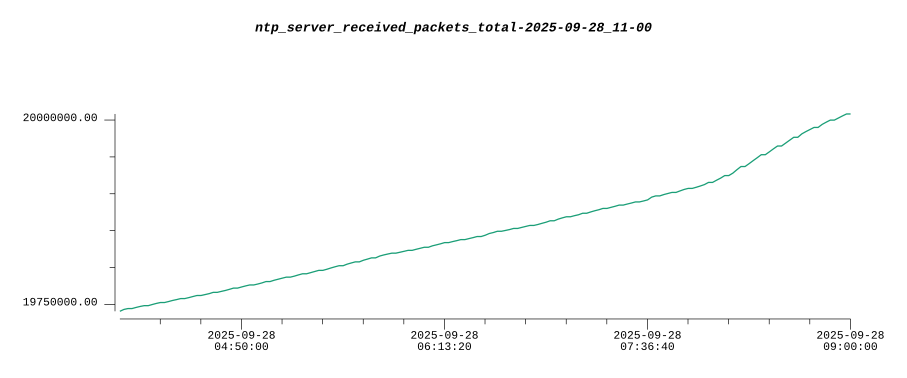 ntp_server_received_packets_total-2025-09-28_11-00
20000000.00
19750000.00
2025-09-28 2025-09-28 2025-09-28 2025-09-28
04:50:00 06:13:20 07:36:40 09:00:00